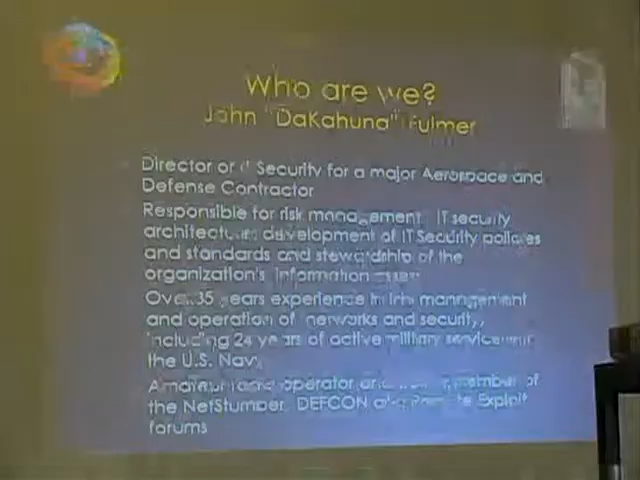 Who are we?
John "DaKahuna" Fulmer
Director of IT Security for a major Aerospace and
Defense Contractor
Responsible for risk management, IT security
architecture, development of IT Security policies
and standards and stewardship of the
organization's information
Over 35 years experience in the management
and operation of networks and security,
including 24 years of active military service in
the U.S. Navy
Amateur radio operator and member of
the NetStumber, DEFCON and Remote Exploit
forums